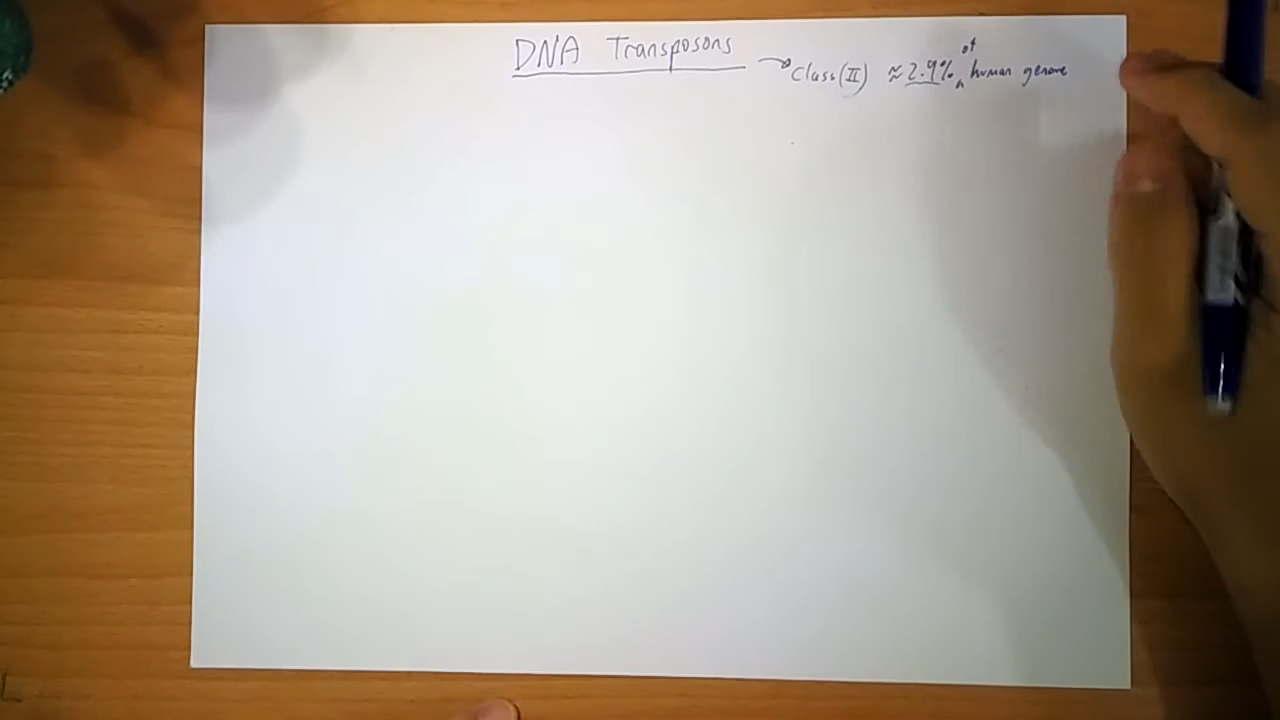 DNA Transposons
Class(II) ≈ 2.9% of human genome